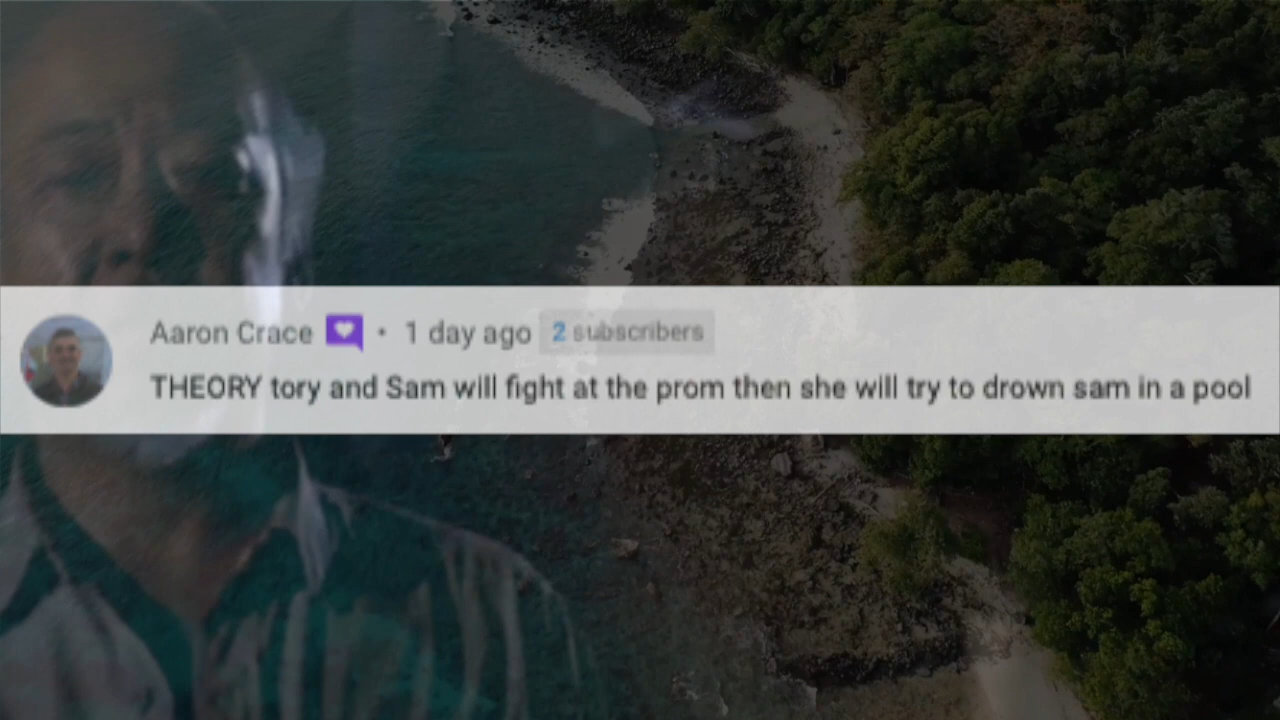 Aaron Crace • 1 day ago 2 subscribers
THEORY tory and Sam will fight at the prom then she will try to drown sam in a pool